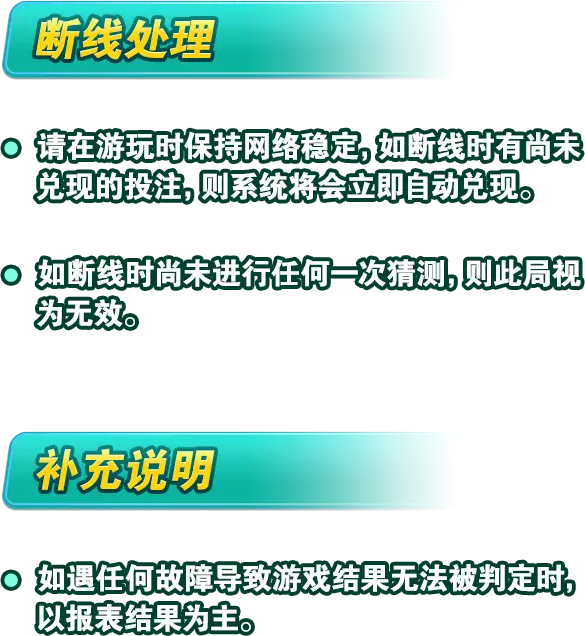 断线处理
请在游玩时保持网络稳定, 如断线时有尚未
兑现的投注, 则系统将会立即自动兑现。
如断线时尚未进行任何一次猜测, 则此局视
为无效。
补充说明
如遇任何故障导致游戏结果无法被判定时,
以报表结果为主。